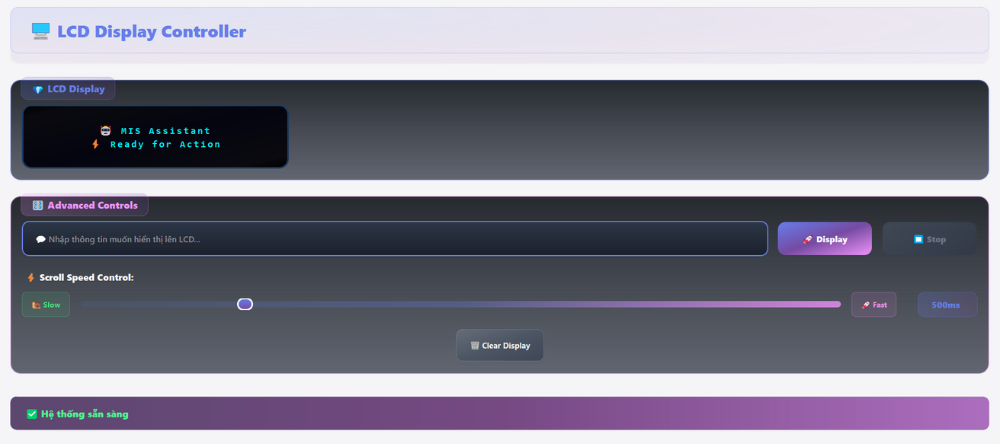 LCD Display Controller
LCD Display
MIS Assistant
Ready for Action
Advanced Controls
Nhập thông tin muốn hiển thị lên LCD...
Display
Stop
Scroll Speed Control:
Slow
Fast
500ms
Clear Display
Hệ thống sẵn sàng